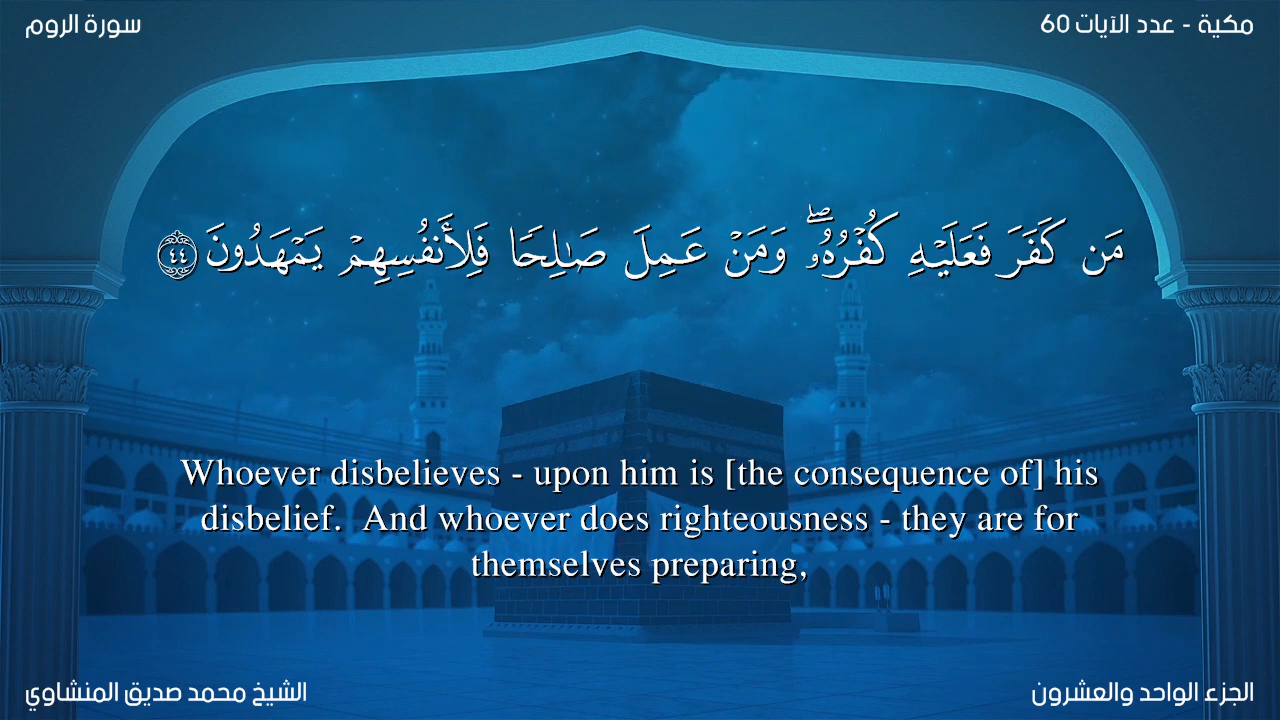 سورة الروم
مكية - عدد الآيات 60
مَن كَفَرَ فَعَلَيْهِ كُفْرُهُۥ ۖ وَمَنْ عَمِلَ صَـٰلِحًا فَلِأَنفُسِهِمْ يَمْهَدُونَ ٤٤
Whoever disbelieves - upon him is [the consequence of] his
disbelief.  And whoever does righteousness - they are for
themselves preparing,
الشيخ محمد صديق المنشاوي
الجزء الواحد والعشرون